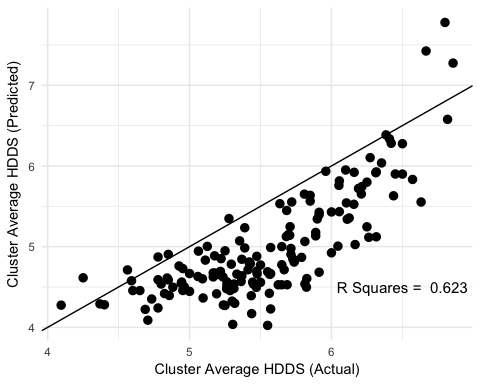 Cluster Average HDDS (Predicted)
7
6
5
4
R Squares = 0.623
4
5
6
Cluster Average HDDS (Actual)